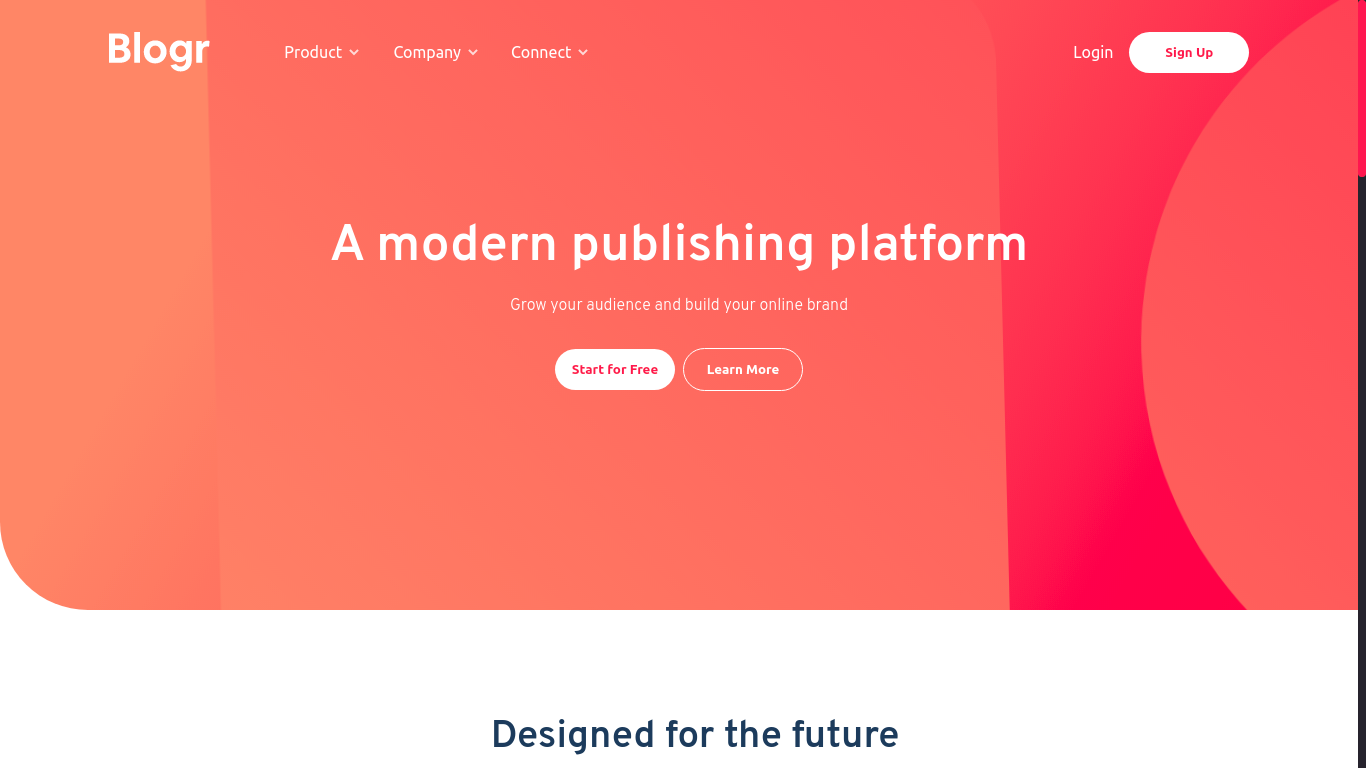 Blogr Product Company Connect Login Sign Up
A modern publishing platform
Grow your audience and build your online brand
Start for Free Learn More
Designed for the future